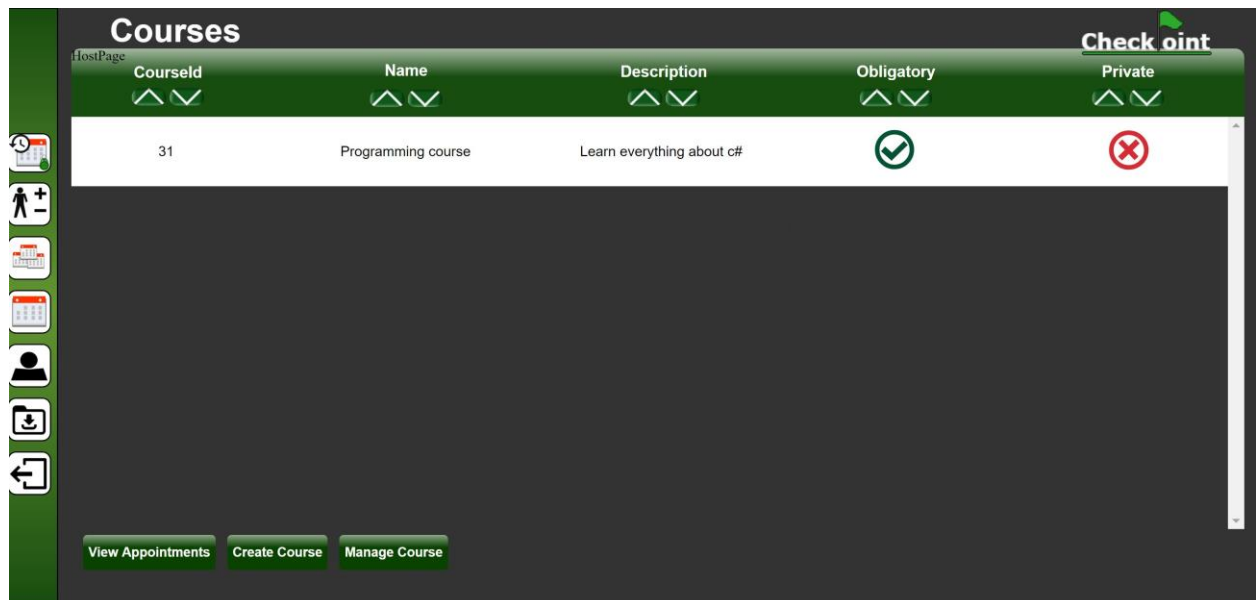 Courses
Check oint
HostPage
CourseId Name Description Obligatory Private
31 Programming course Learn everything about c#
View Appointments Create Course Manage Course